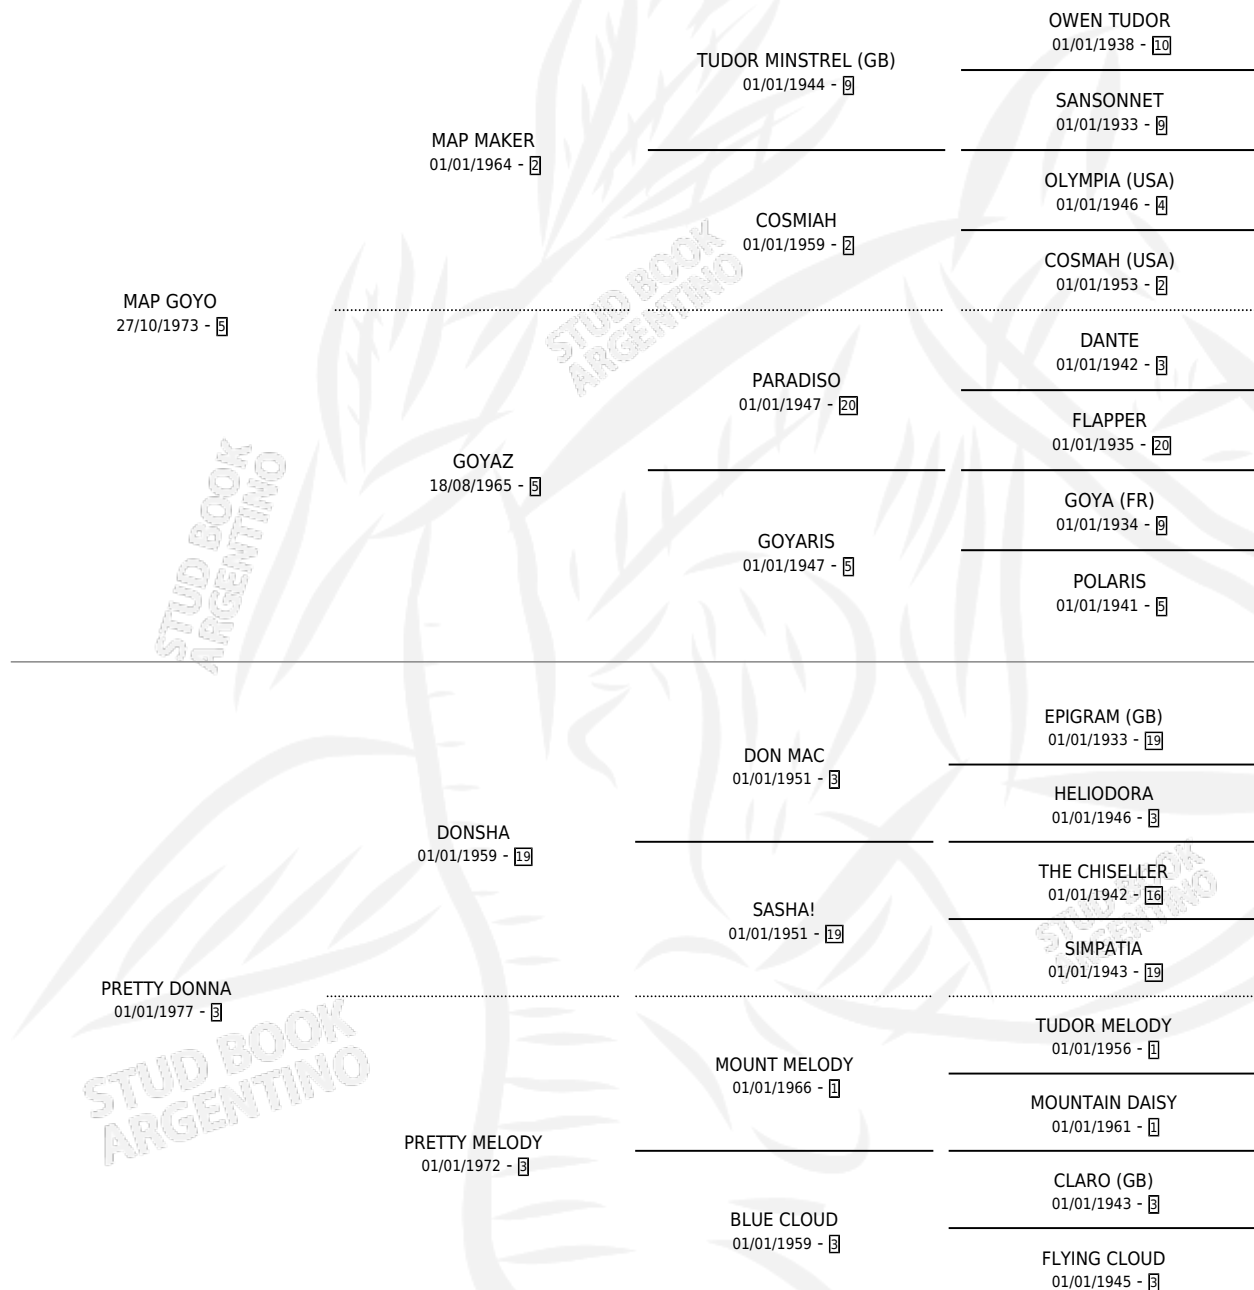 OWEN TUDOR
01/01/1938 - 10
TUDOR MINSTREL (GB)
01/01/1944 - 9
SANSONNET
01/01/1933 - 9
MAP MAKER
01/01/1964 - 2
OLYMPIA (USA)
01/01/1946 - 4
COSMIAH
01/01/1959 - 2
COSMAH (USA)
01/01/1953 - 2
STUD BOOK
ARGENTINO
MAP GOYO
27/10/1973 - 5
DANTE
01/01/1942 - 3
PARADISO
01/01/1947 - 20
FLAPPER
01/01/1935 - 20
GOYAZ
18/08/1965 - 5
GOYA (FR)
01/01/1934 - 9
GOYARIS
01/01/1947 - 5
POLARIS
01/01/1941 - 5
STUD BOOK
ARGENTINO
EPIGRAM (GB)
01/01/1933 - 19
DON MAC
01/01/1951 - 3
HELIODORA
01/01/1946 - 3
DONSHA
01/01/1959 - 19
THE CHISELLER
01/01/1942 - 16
SASHA!
01/01/1951 - 19
SIMPATIA
01/01/1943 - 19
STUD BOOK
ARGENTINO
PRETTY DONNA
01/01/1977 - 3
TUDOR MELODY
01/01/1956 - 1
MOUNT MELODY
01/01/1966 - 1
MOUNTAIN DAISY
01/01/1961 - 1
STUD BOOK
ARGENTINO
PRETTY MELODY
01/01/1972 - 3
CLARO (GB)
01/01/1943 - 3
BLUE CLOUD
01/01/1959 - 3
FLYING CLOUD
01/01/1945 - 3